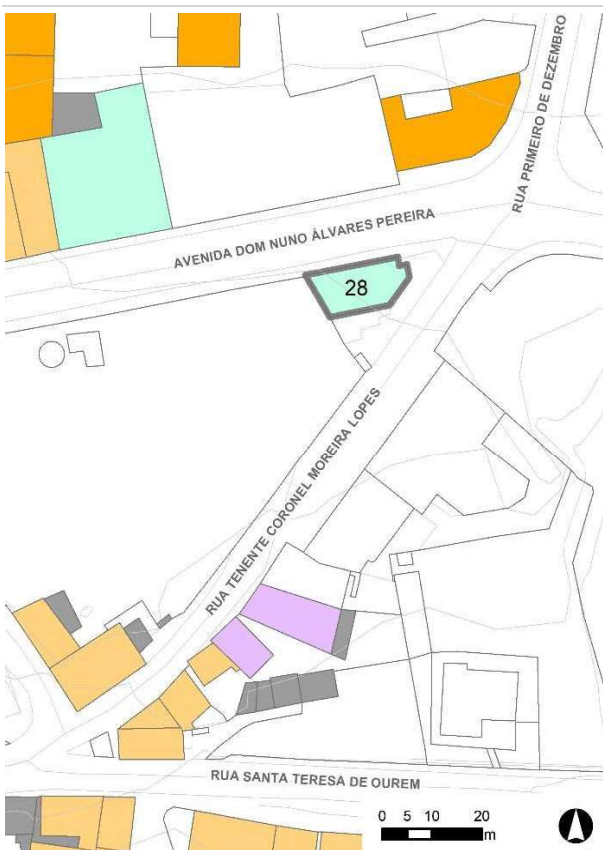 RUA PRIMEIRO DE DEZEMBRO
AVENIDA DOM NUNO ÁLVARES PEREIRA
28
RUA TENENTE CORONEL MOREIRA LOPES
RUA SANTA TERESA DE OUREM
0 5 10 20
m